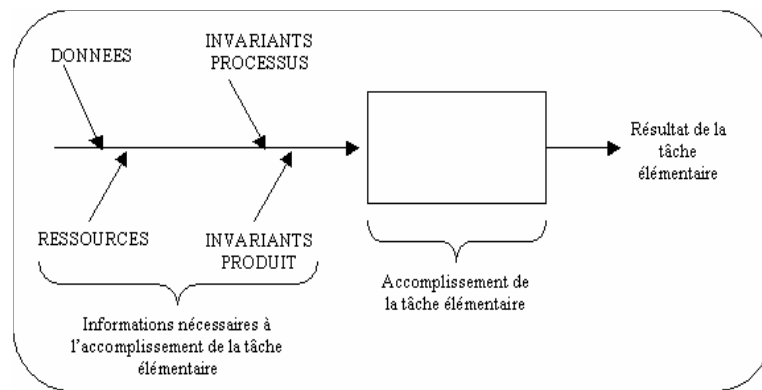 DONNEES
INVARIANTS
PROCESSUS
RESSOURCES
INVARIANTS
PRODUIT
Résultat de la
tâche
élémentaire
Informations nécessaires à
l'accomplissement de la tâche
élémentaire
Accomplissement de
la tâche élémentaire